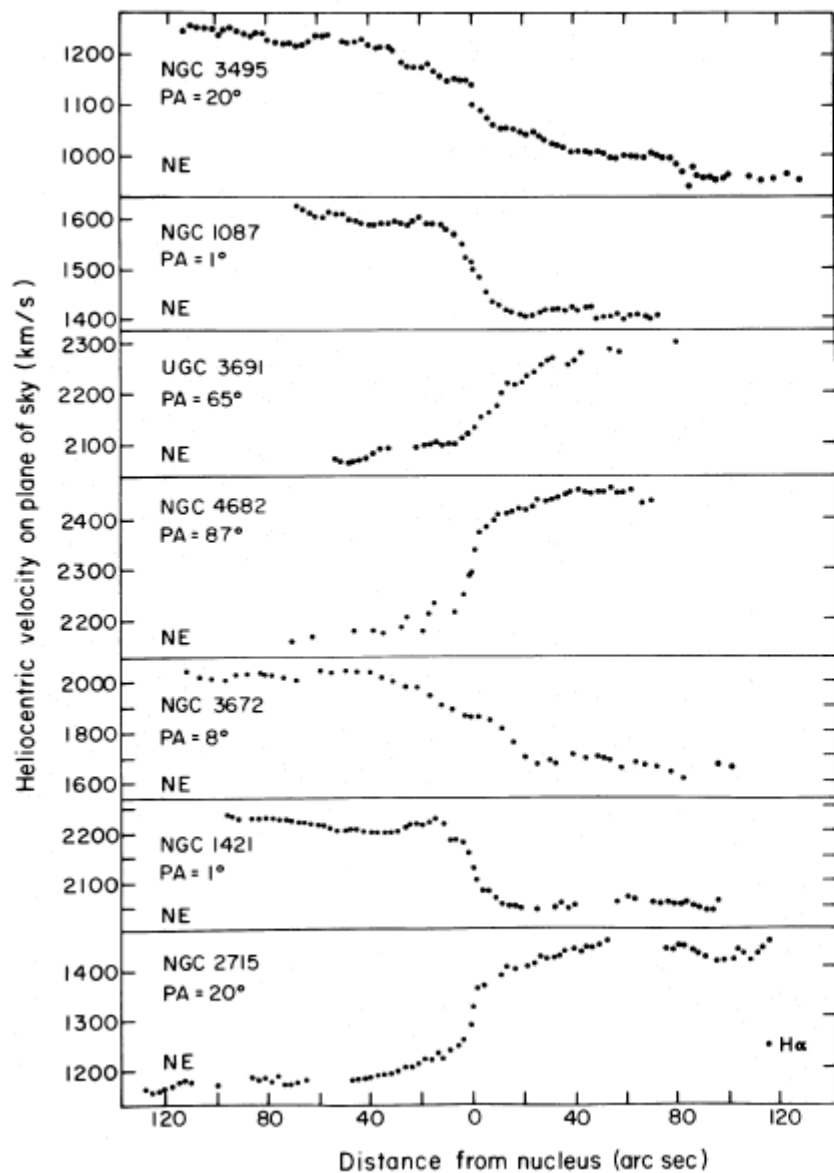 Heliocentric velocity on plane of sky (km/s)
1200
1100
1000
NGC 3495
PA = 20°
NE
1600
1500
1400
NGC 1087
PA = 1°
NE
2300
2200
2100
UGC 3691
PA = 65°
NE
2400
2300
2200
NGC 4682
PA = 87°
NE
2000
1800
1600
NGC 3672
PA = 8°
NE
2200
2100
NGC 1421
PA = 1°
NE
1400
1300
1200
NGC 2715
PA = 20°
NE
• Hα
120 80 40 0 40 80 120
Distance from nucleus (arc sec)